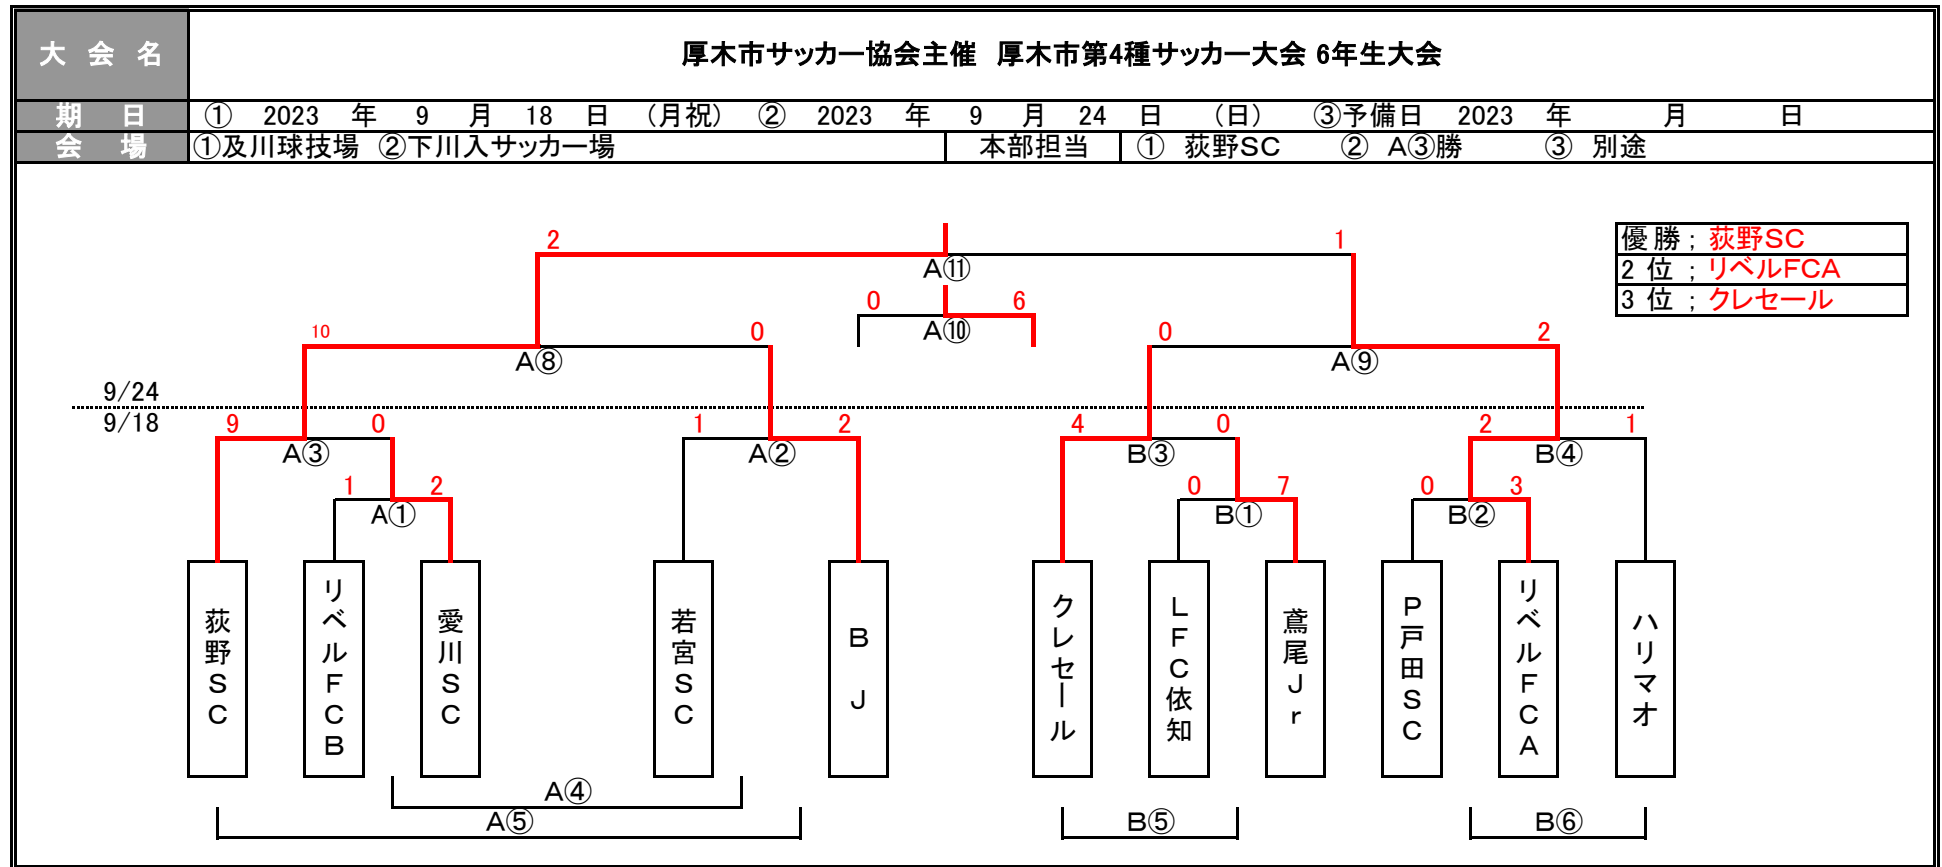 大会名 厚木市サッカー協会主催 厚木市第4種サッカー大会 6年生大会
期日 ① 2023 年 9 月 18 日 (月祝) ② 2023 年 9 月 24 日 (日) ③予備日 2023 年 月 日
会場 ①及川球技場 ②下川入サッカー場 本部担当 ① 荻野SC ② A③勝 ③ 別途
優勝; 荻野SC
2位; リベルFCA
3位; クレセール
2 1
A⑪
0 6
A⑩
10 0 0 2
A⑧ A⑨
9/24
9/18
9 0 1 2 4 0 2 1
A③ A② B③ B④
1 2 0 7 0 3
A① B① B②
荻野SC
リベルFCB
愛川SC
若宮SC
BJ
クレセール
LFC依知
鳶尾Jr
P戸田SC
リベルFCA
ハリマオ
A④
A⑤ B⑤ B⑥